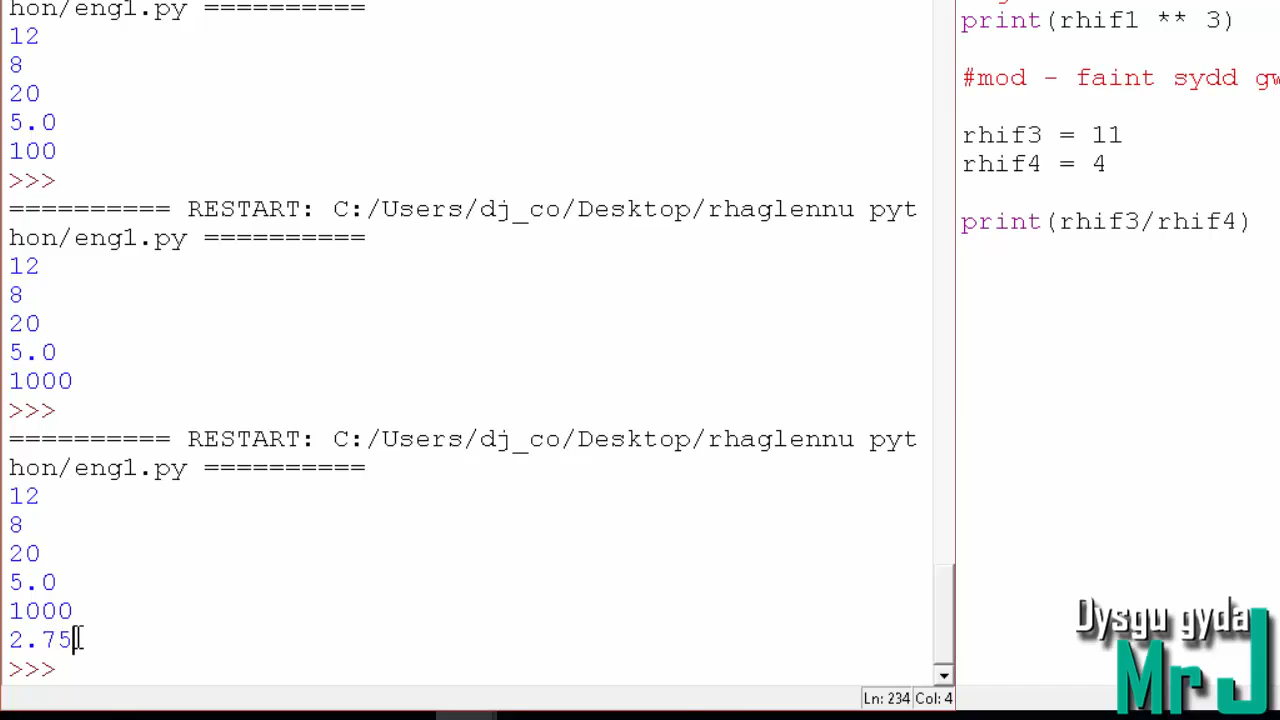 hon/eng1.py ==========
12
8
20
5.0
100
>>>
========== RESTART: C:/Users/dj_co/Desktop/rhaglennu pyt
hon/eng1.py ==========
12
8
20
5.0
1000
>>>
========== RESTART: C:/Users/dj_co/Desktop/rhaglennu pyt
hon/eng1.py ==========
12
8
20
5.0
1000
2.75
>>>
Ln: 234 Col: 4
print(rhif1 ** 3)
#mod - faint sydd gw
rhif3 = 11
rhif4 = 4
print(rhif3/rhif4)
Dysgu gyda
Mr J